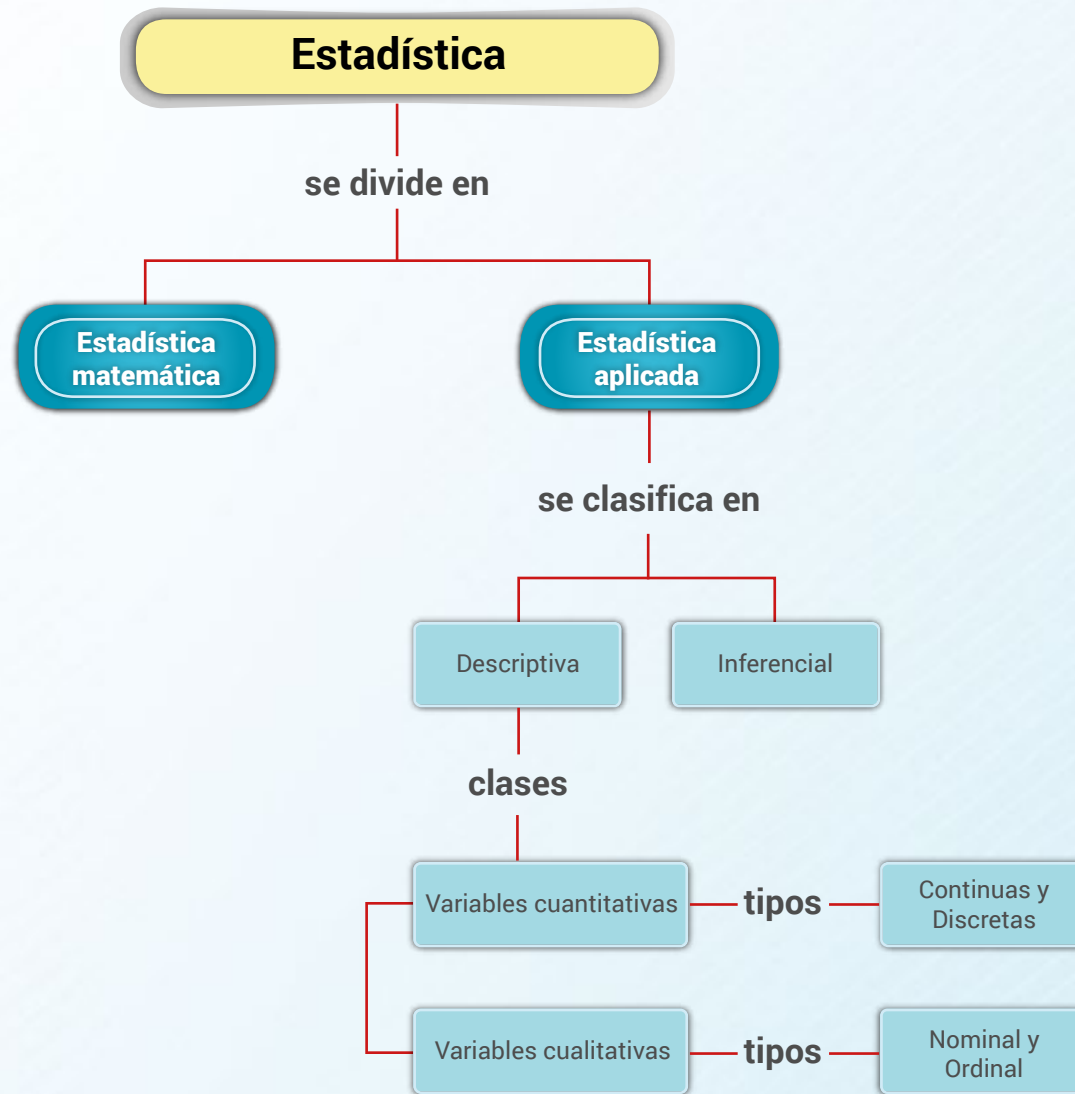 Estadística
se divide en
Estadística
matemática
Estadística
aplicada
se clasifica en
Descriptiva
Inferencial
clases
Variables cuantitativas
tipos
Continuas y
Discretas
Variables cualitativas
tipos
Nominal y
Ordinal